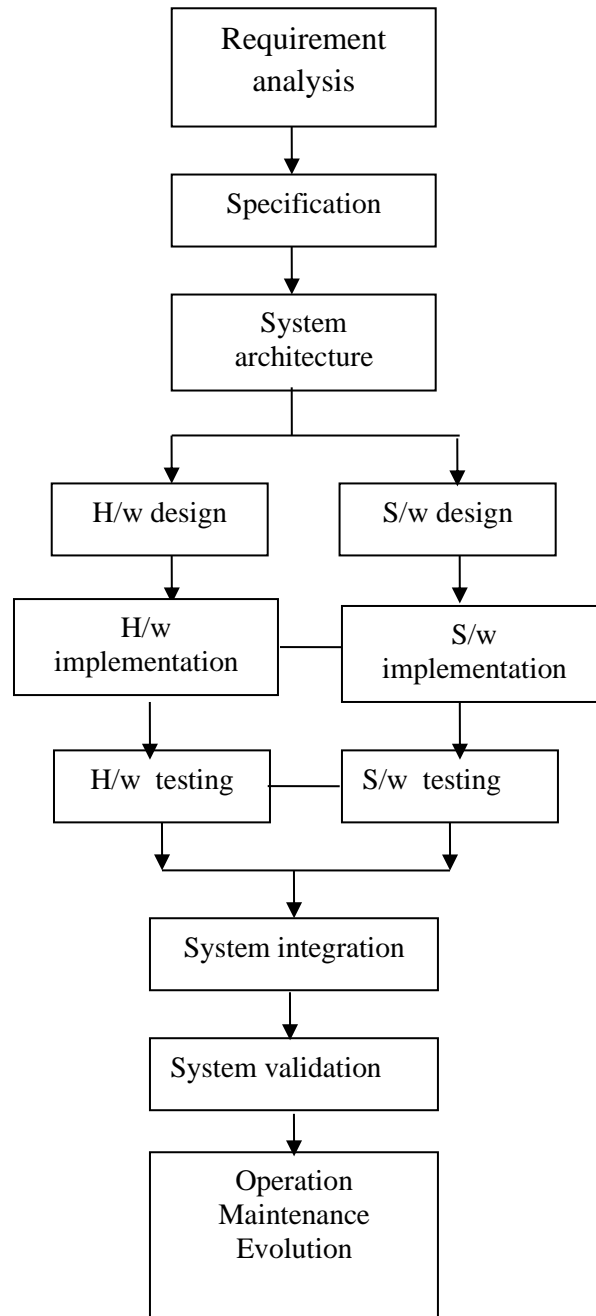 Requirement
analysis
Specification
System
architecture
H/w design
S/w design
H/w
implementation
S/w
implementation
H/w testing
S/w testing
System integration
System validation
Operation
Maintenance
Evolution